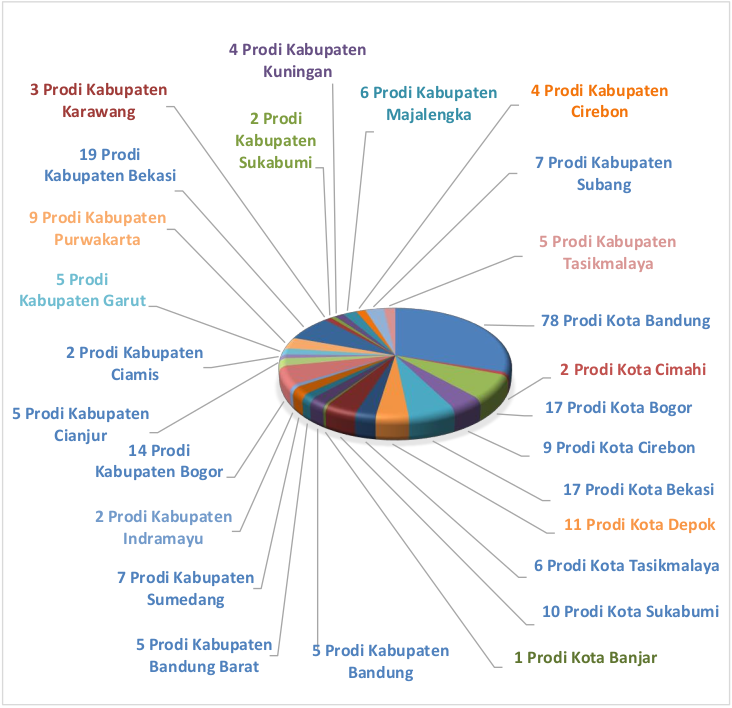 4 Prodi Kabupaten
Kuningan
3 Prodi Kabupaten
Karawang
6 Prodi Kabupaten
Majalengka
4 Prodi Kabupaten
Cirebon
2 Prodi
Kabupaten
Sukabumi
19 Prodi
Kabupaten Bekasi
7 Prodi Kabupaten
Subang
9 Prodi Kabupaten
Purwakarta
5 Prodi Kabupaten
Tasikmalaya
5 Prodi
Kabupaten Garut
78 Prodi Kota Bandung
2 Prodi Kabupaten
Ciamis
2 Prodi Kota Cimahi
17 Prodi Kota Bogor
5 Prodi Kabupaten
Cianjur
9 Prodi Kota Cirebon
14 Prodi
Kabupaten Bogor
17 Prodi Kota Bekasi
2 Prodi Kabupaten
Indramayu
11 Prodi Kota Depok
6 Prodi Kota Tasikmalaya
7 Prodi Kabupaten
Sumedang
10 Prodi Kota Sukabumi
5 Prodi Kabupaten
Bandung Barat
5 Prodi Kabupaten
Bandung
1 Prodi Kota Banjar